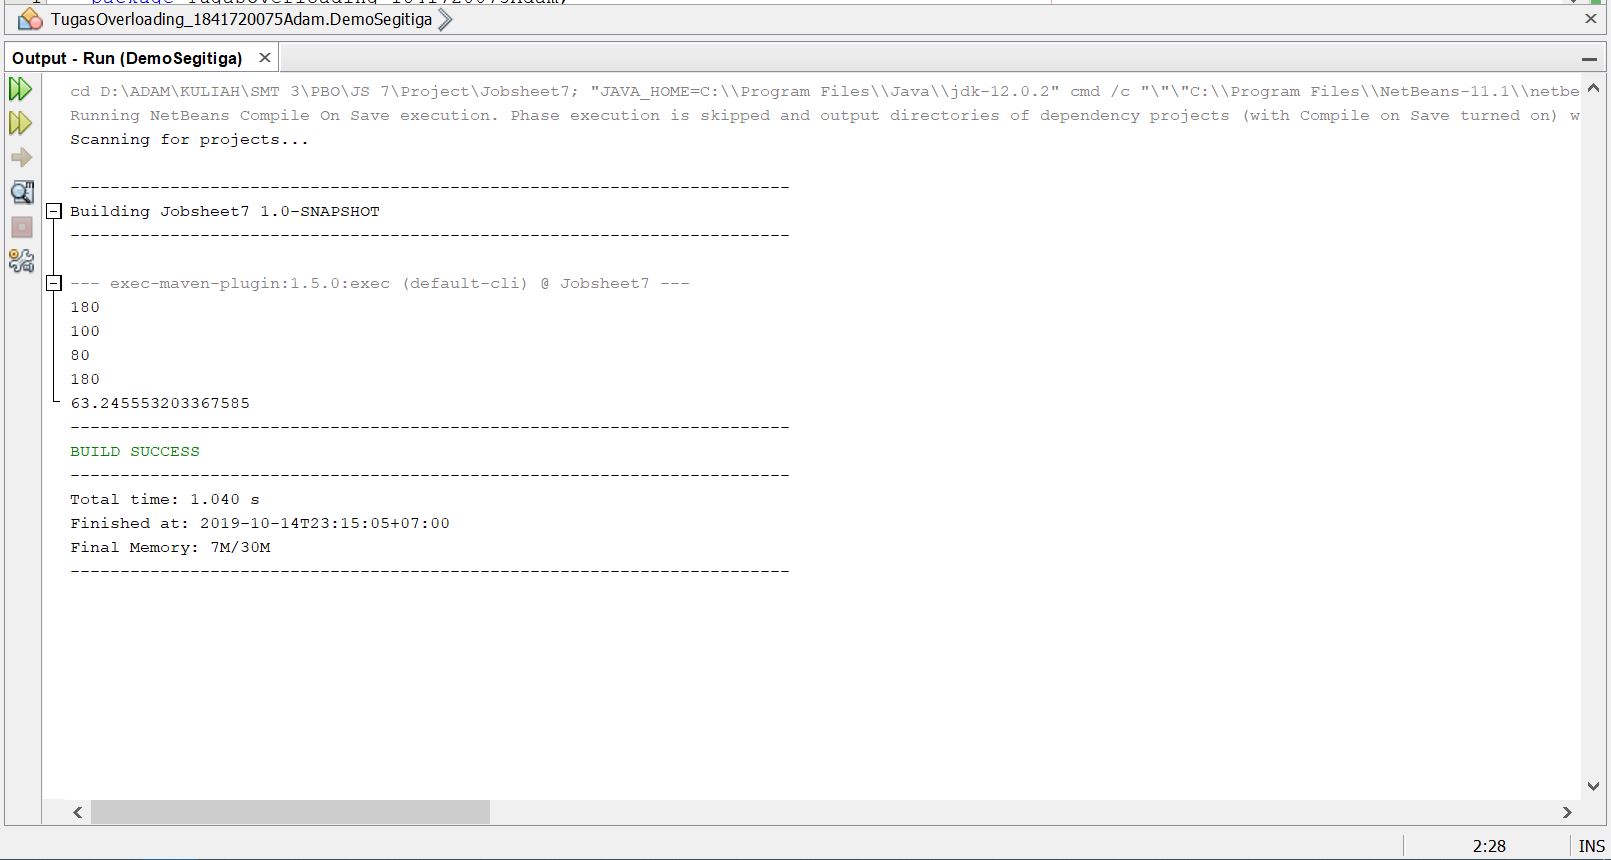 package TugasOverloading_1841720075Adam;
TugasOverloading_1841720075Adam.DemoSegitiga
Output - Run (DemoSegitiga)
cd D:\ADAM\KULIAH\SMT 3\PBO\JS 7\Project\Jobsheet7; "JAVA_HOME=C:\\Program Files\\Java\\jdk-12.0.2" cmd /c "\"\"C:\\Program Files\\NetBeans-11.1\\netbe
Running NetBeans Compile On Save execution. Phase execution is skipped and output directories of dependency projects (with Compile on Save turned on) w
Scanning for projects...
------------------------------------------------------------------------
Building Jobsheet7 1.0-SNAPSHOT
------------------------------------------------------------------------
--- exec-maven-plugin:1.5.0:exec (default-cli) @ Jobsheet7 ---
180
100
80
180
63.245553203367585
------------------------------------------------------------------------
BUILD SUCCESS
------------------------------------------------------------------------
Total time: 1.040 s
Finished at: 2019-10-14T23:15:05+07:00
Final Memory: 7M/30M
------------------------------------------------------------------------
2:28 INS